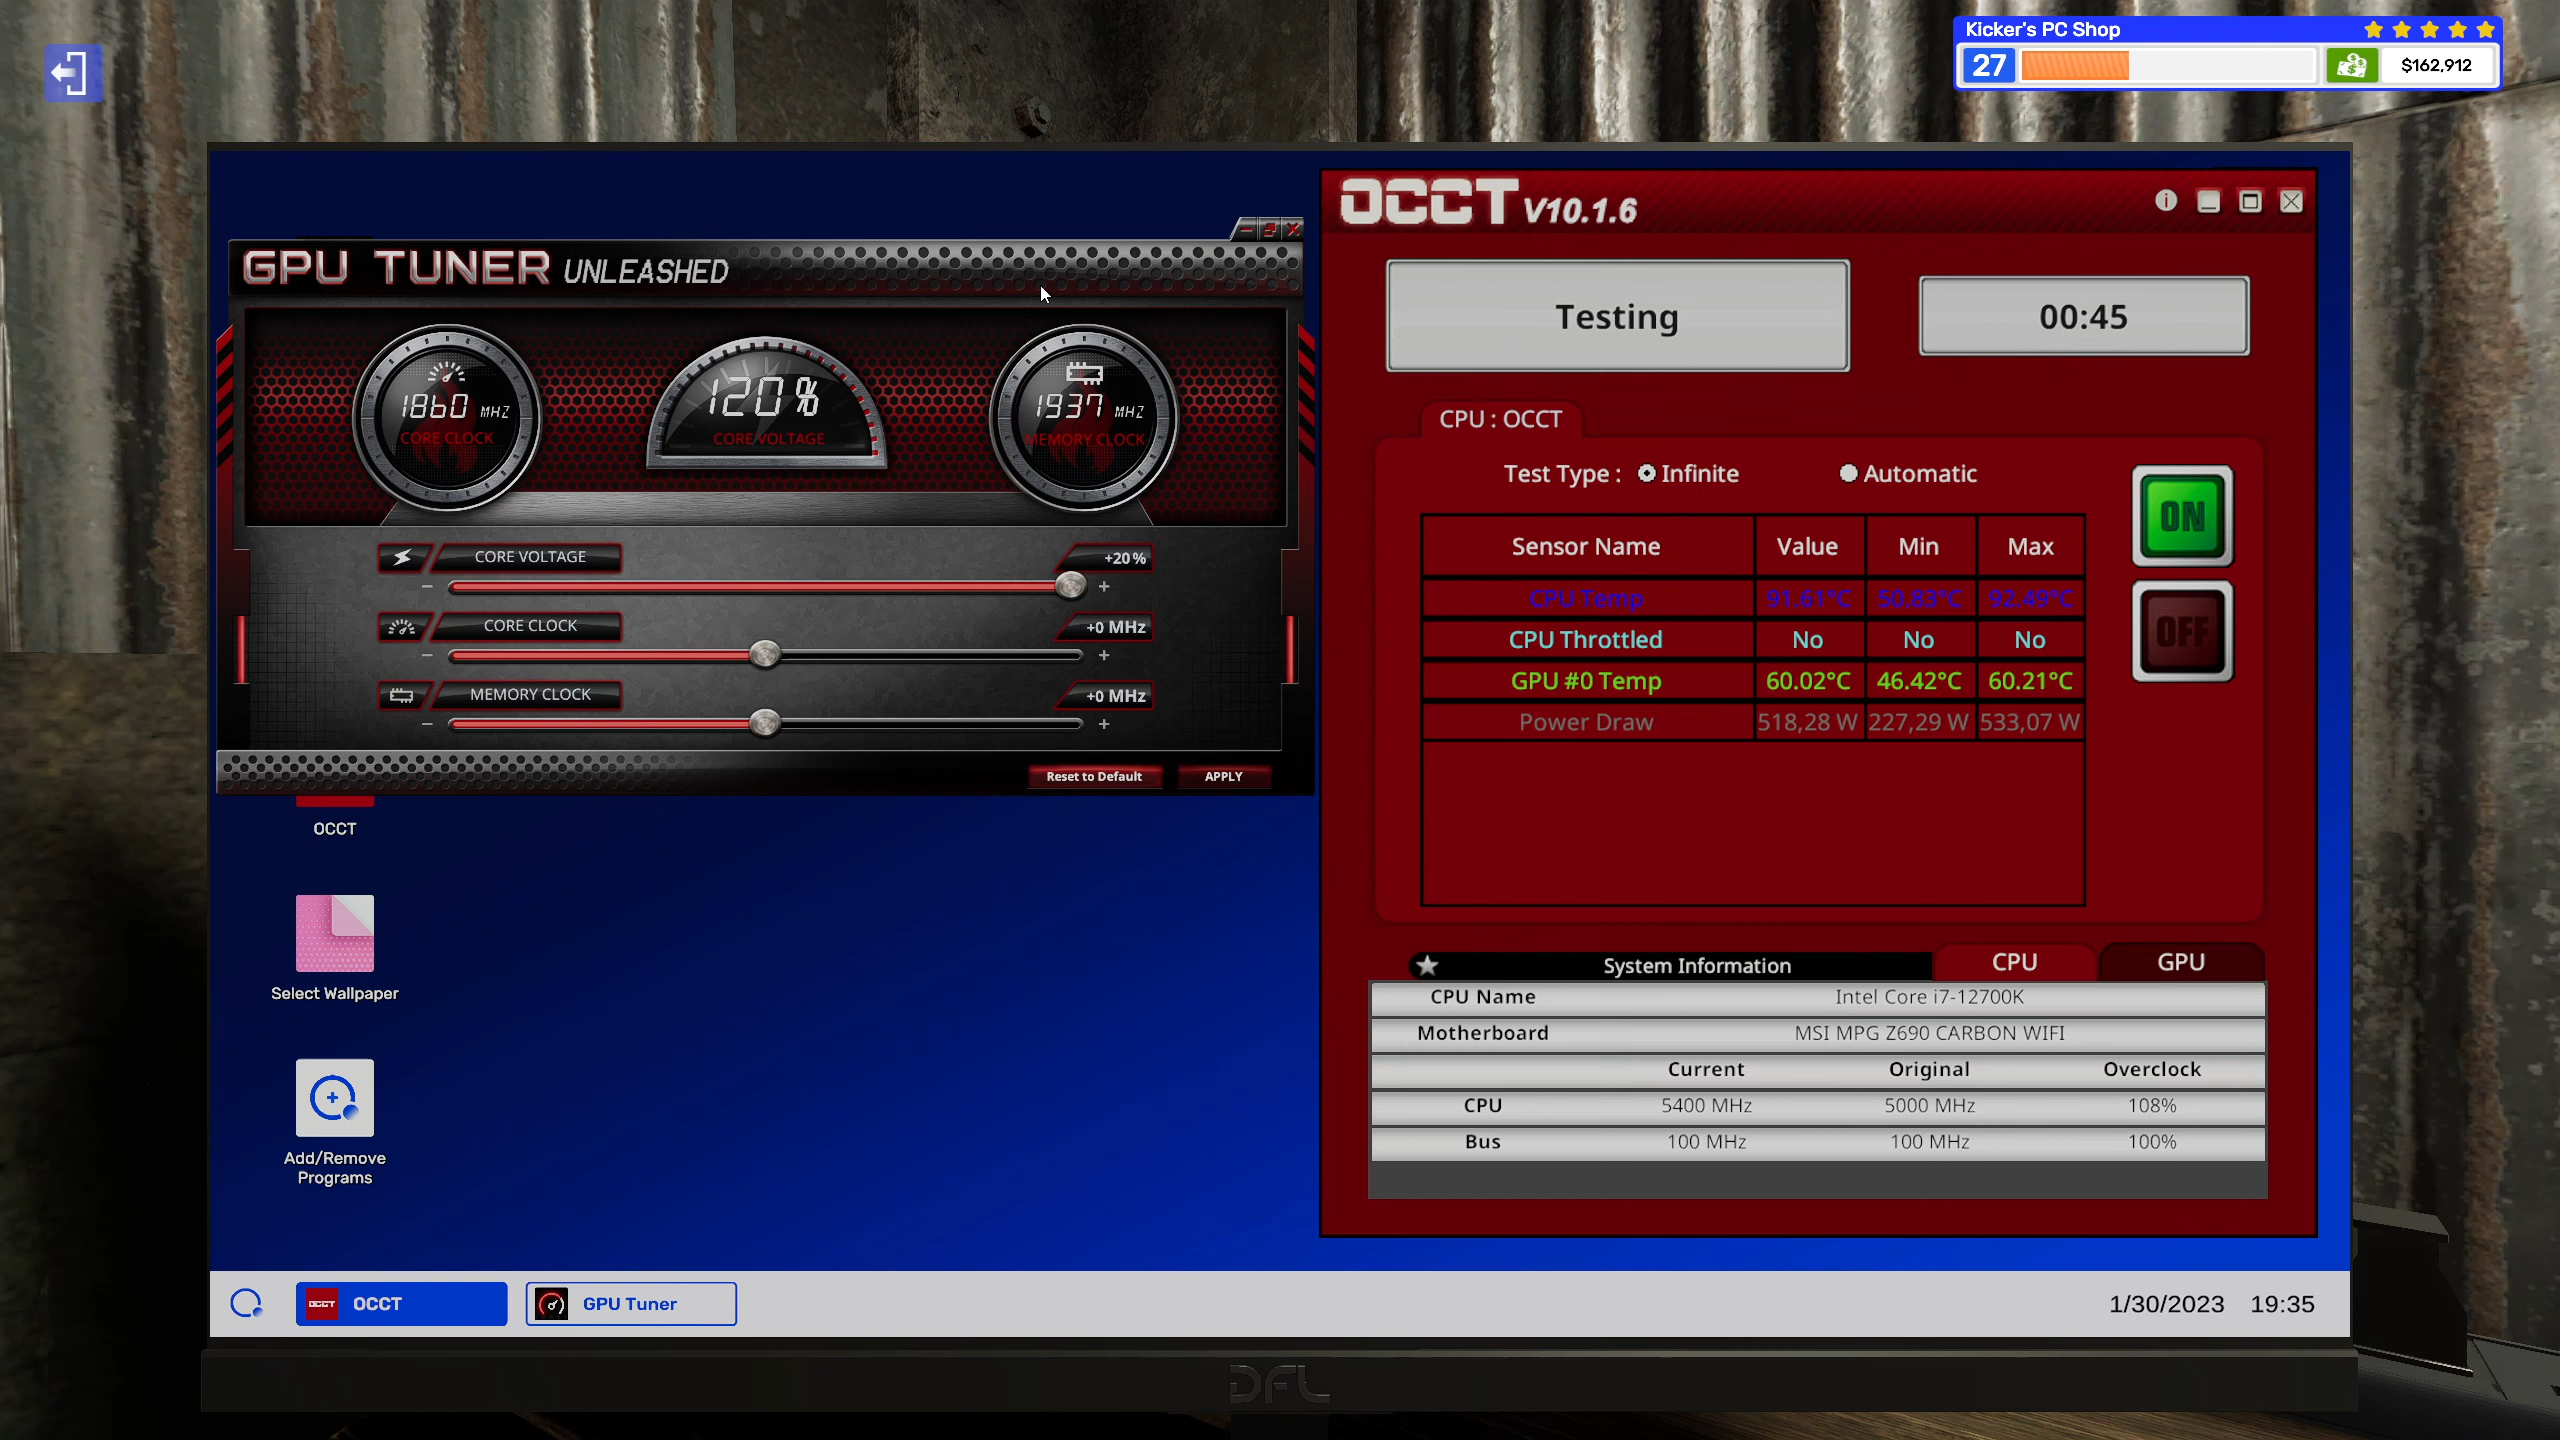 Kicker's PC Shop
27
$162,912
GPU TUNER UNLEASHED
1860 MHZ
CORE CLOCK
120%
CORE VOLTAGE
1937 MHZ
MEMORY CLOCK
CORE VOLTAGE
+20%
− +
CORE CLOCK
+0 MHz
− +
MEMORY CLOCK
+0 MHz
− +
Reset to Default
APPLY
OCCT V10.1.6
Testing
00:45
CPU : OCCT
Test Type : Infinite Automatic
ON
OFF
Sensor Name Value Min Max
CPU Temp 91.61°C 50.83°C 92.49°C
CPU Throttled No No No
GPU #0 Temp 60.02°C 46.42°C 60.21°C
Power Draw 518,28 W 227,29 W 533,07 W
System Information CPU GPU
CPU Name Intel Core i7-12700K
Motherboard MSI MPG Z690 CARBON WIFI
Current Original Overclock
CPU 5400 MHz 5000 MHz 108%
Bus 100 MHz 100 MHz 100%
OCCT
Select Wallpaper
Add/Remove
Programs
OCCT OCCT
GPU Tuner
1/30/2023 19:35
DFL